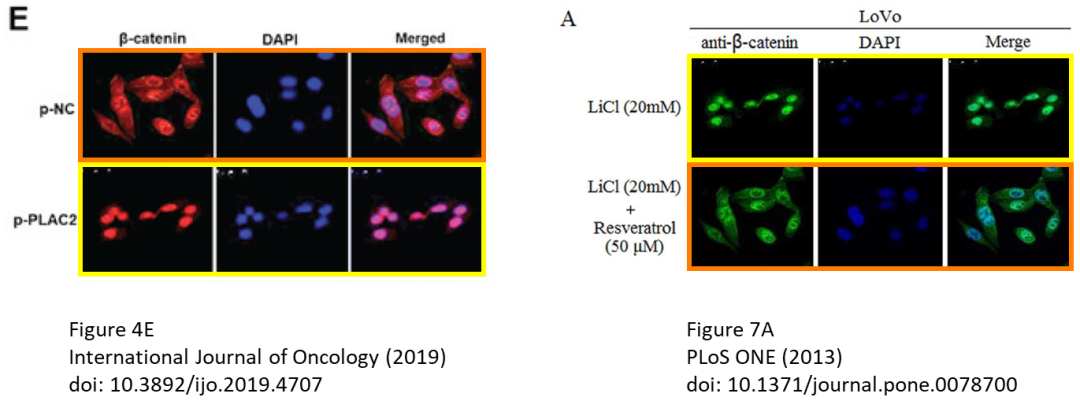 E
β-catenin DAPI Merged
p-NC
p-PLAC2
Figure 4E
International Journal of Oncology (2019)
doi: 10.3892/ijo.2019.4707
A
LoVo
anti-β-catenin DAPI Merge
LiCl (20mM)
LiCl (20mM)
+
Resveratrol
(50 μM)
Figure 7A
PLoS ONE (2013)
doi: 10.1371/journal.pone.0078700